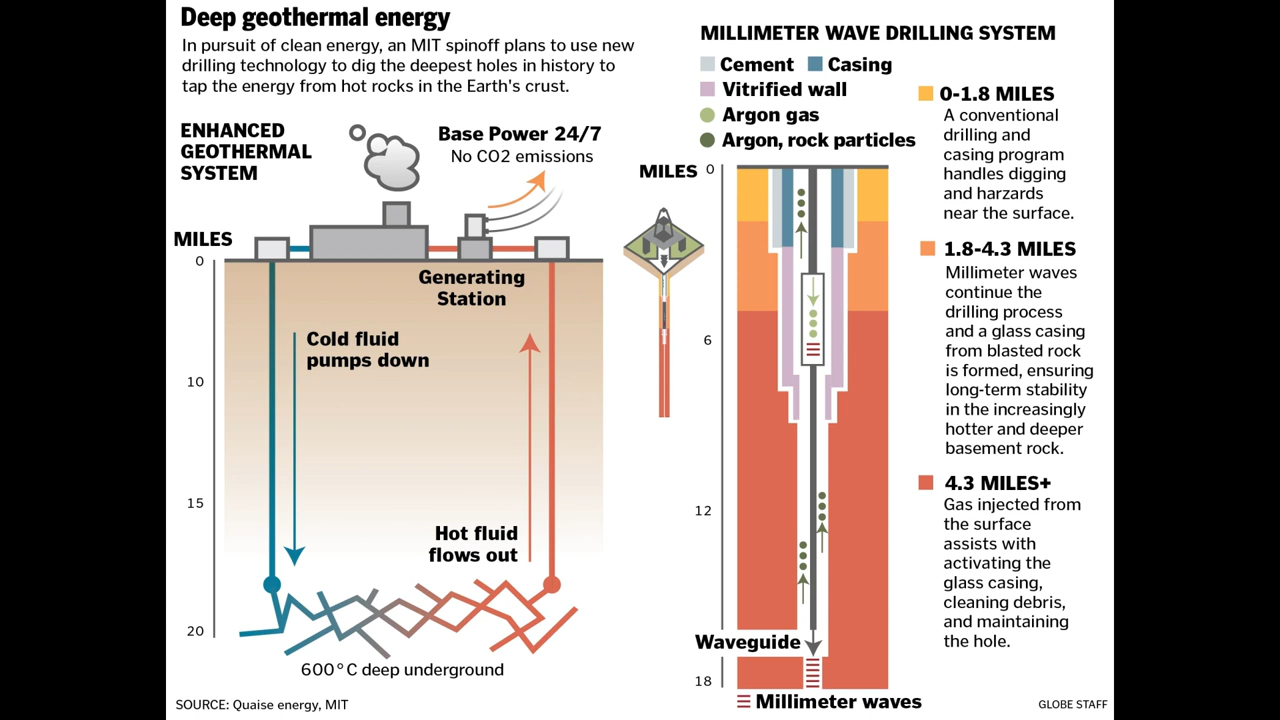 Deep geothermal energy
In pursuit of clean energy, an MIT spinoff plans to use new
drilling technology to dig the deepest holes in history to
tap the energy from hot rocks in the Earth's crust.
ENHANCED
GEOTHERMAL
SYSTEM
Base Power 24/7
No CO2 emissions
MILES
0
10
15
20
Generating
Station
Cold fluid
pumps down
Hot fluid
flows out
600°C deep underground
SOURCE: Quaise energy, MIT
MILLIMETER WAVE DRILLING SYSTEM
Cement
Casing
Vitrified wall
Argon gas
Argon, rock particles
MILES
0
6
12
18
Waveguide
Millimeter waves
0-1.8 MILES
A conventional
drilling and
casing program
handles digging
and harzards
near the surface.
1.8-4.3 MILES
Millimeter waves
continue the
drilling process
and a glass casing
from blasted rock
is formed, ensuring
long-term stability
in the increasingly
hotter and deeper
basement rock.
4.3 MILES+
Gas injected from
the surface
assists with
activating the
glass casing,
cleaning debris,
and maintaining
the hole.
GLOBE STAFF